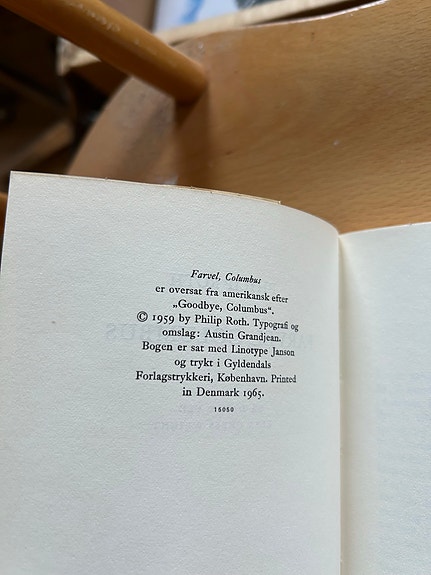 Farvel, Columbus
er oversat fra amerikansk efter
„Goodbye, Columbus“.
© 1959 by Philip Roth. Typografi og
omslag: Austin Grandjean.
Bogen er sat med Linotype Janson
og trykt i Gyldendals
Forlagstrykkeri, København. Printed
in Denmark 1965.
15050